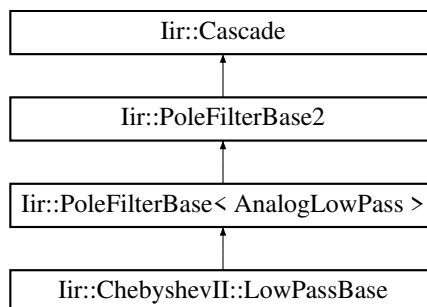 Iir::Cascade
Iir::PoleFilterBase2
Iir::PoleFilterBase< AnalogLowPass >
Iir::ChebyshevII::LowPassBase